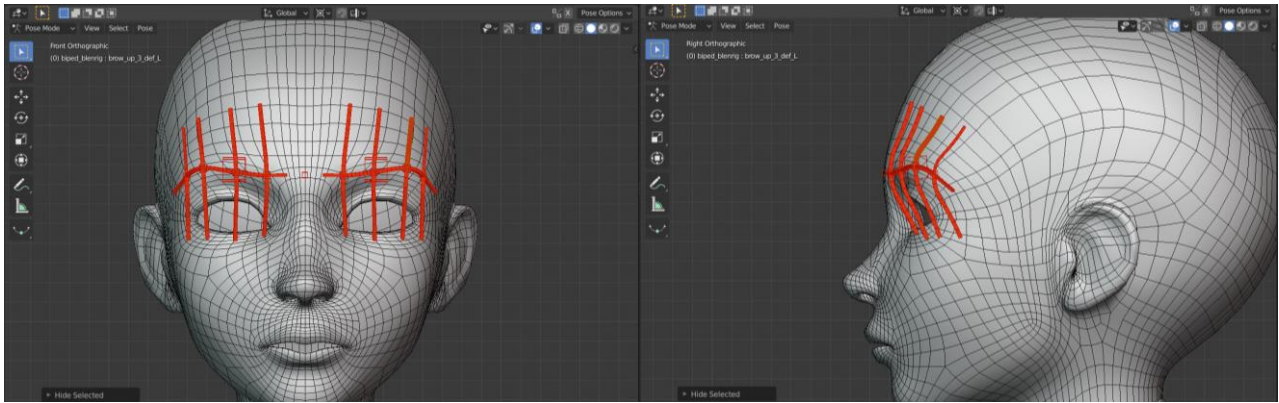 Global
Pose Options
Pose Mode View Select Pose
Front Orthographic
(0) biped_blenrig : brow_up_3_def_L
Hide Selected
Global
Pose Options
Pose Mode View Select Pose
Right Orthographic
(0) biped_blenrig : brow_up_3_def_L
Hide Selected